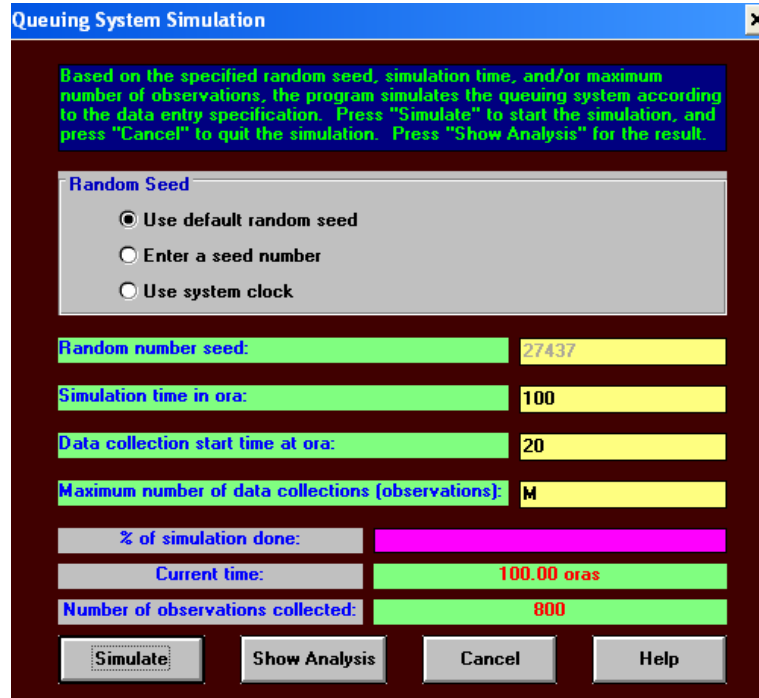 Queuing System Simulation
Based on the specified random seed, simulation time, and/or maximum
number of observations, the program simulates the queuing system according
to the data entry specification. Press "Simulate" to start the simulation, and
press "Cancel" to quit the simulation. Press "Show Analysis" for the result.
Random Seed
Use default random seed
Enter a seed number
Use system clock
Random number seed: 27437
Simulation time in ora: 100
Data collection start time at ora: 20
Maximum number of data collections (observations): M
% of simulation done:
Current time: 100.00 oras
Number of observations collected: 800
Simulate Show Analysis Cancel Help